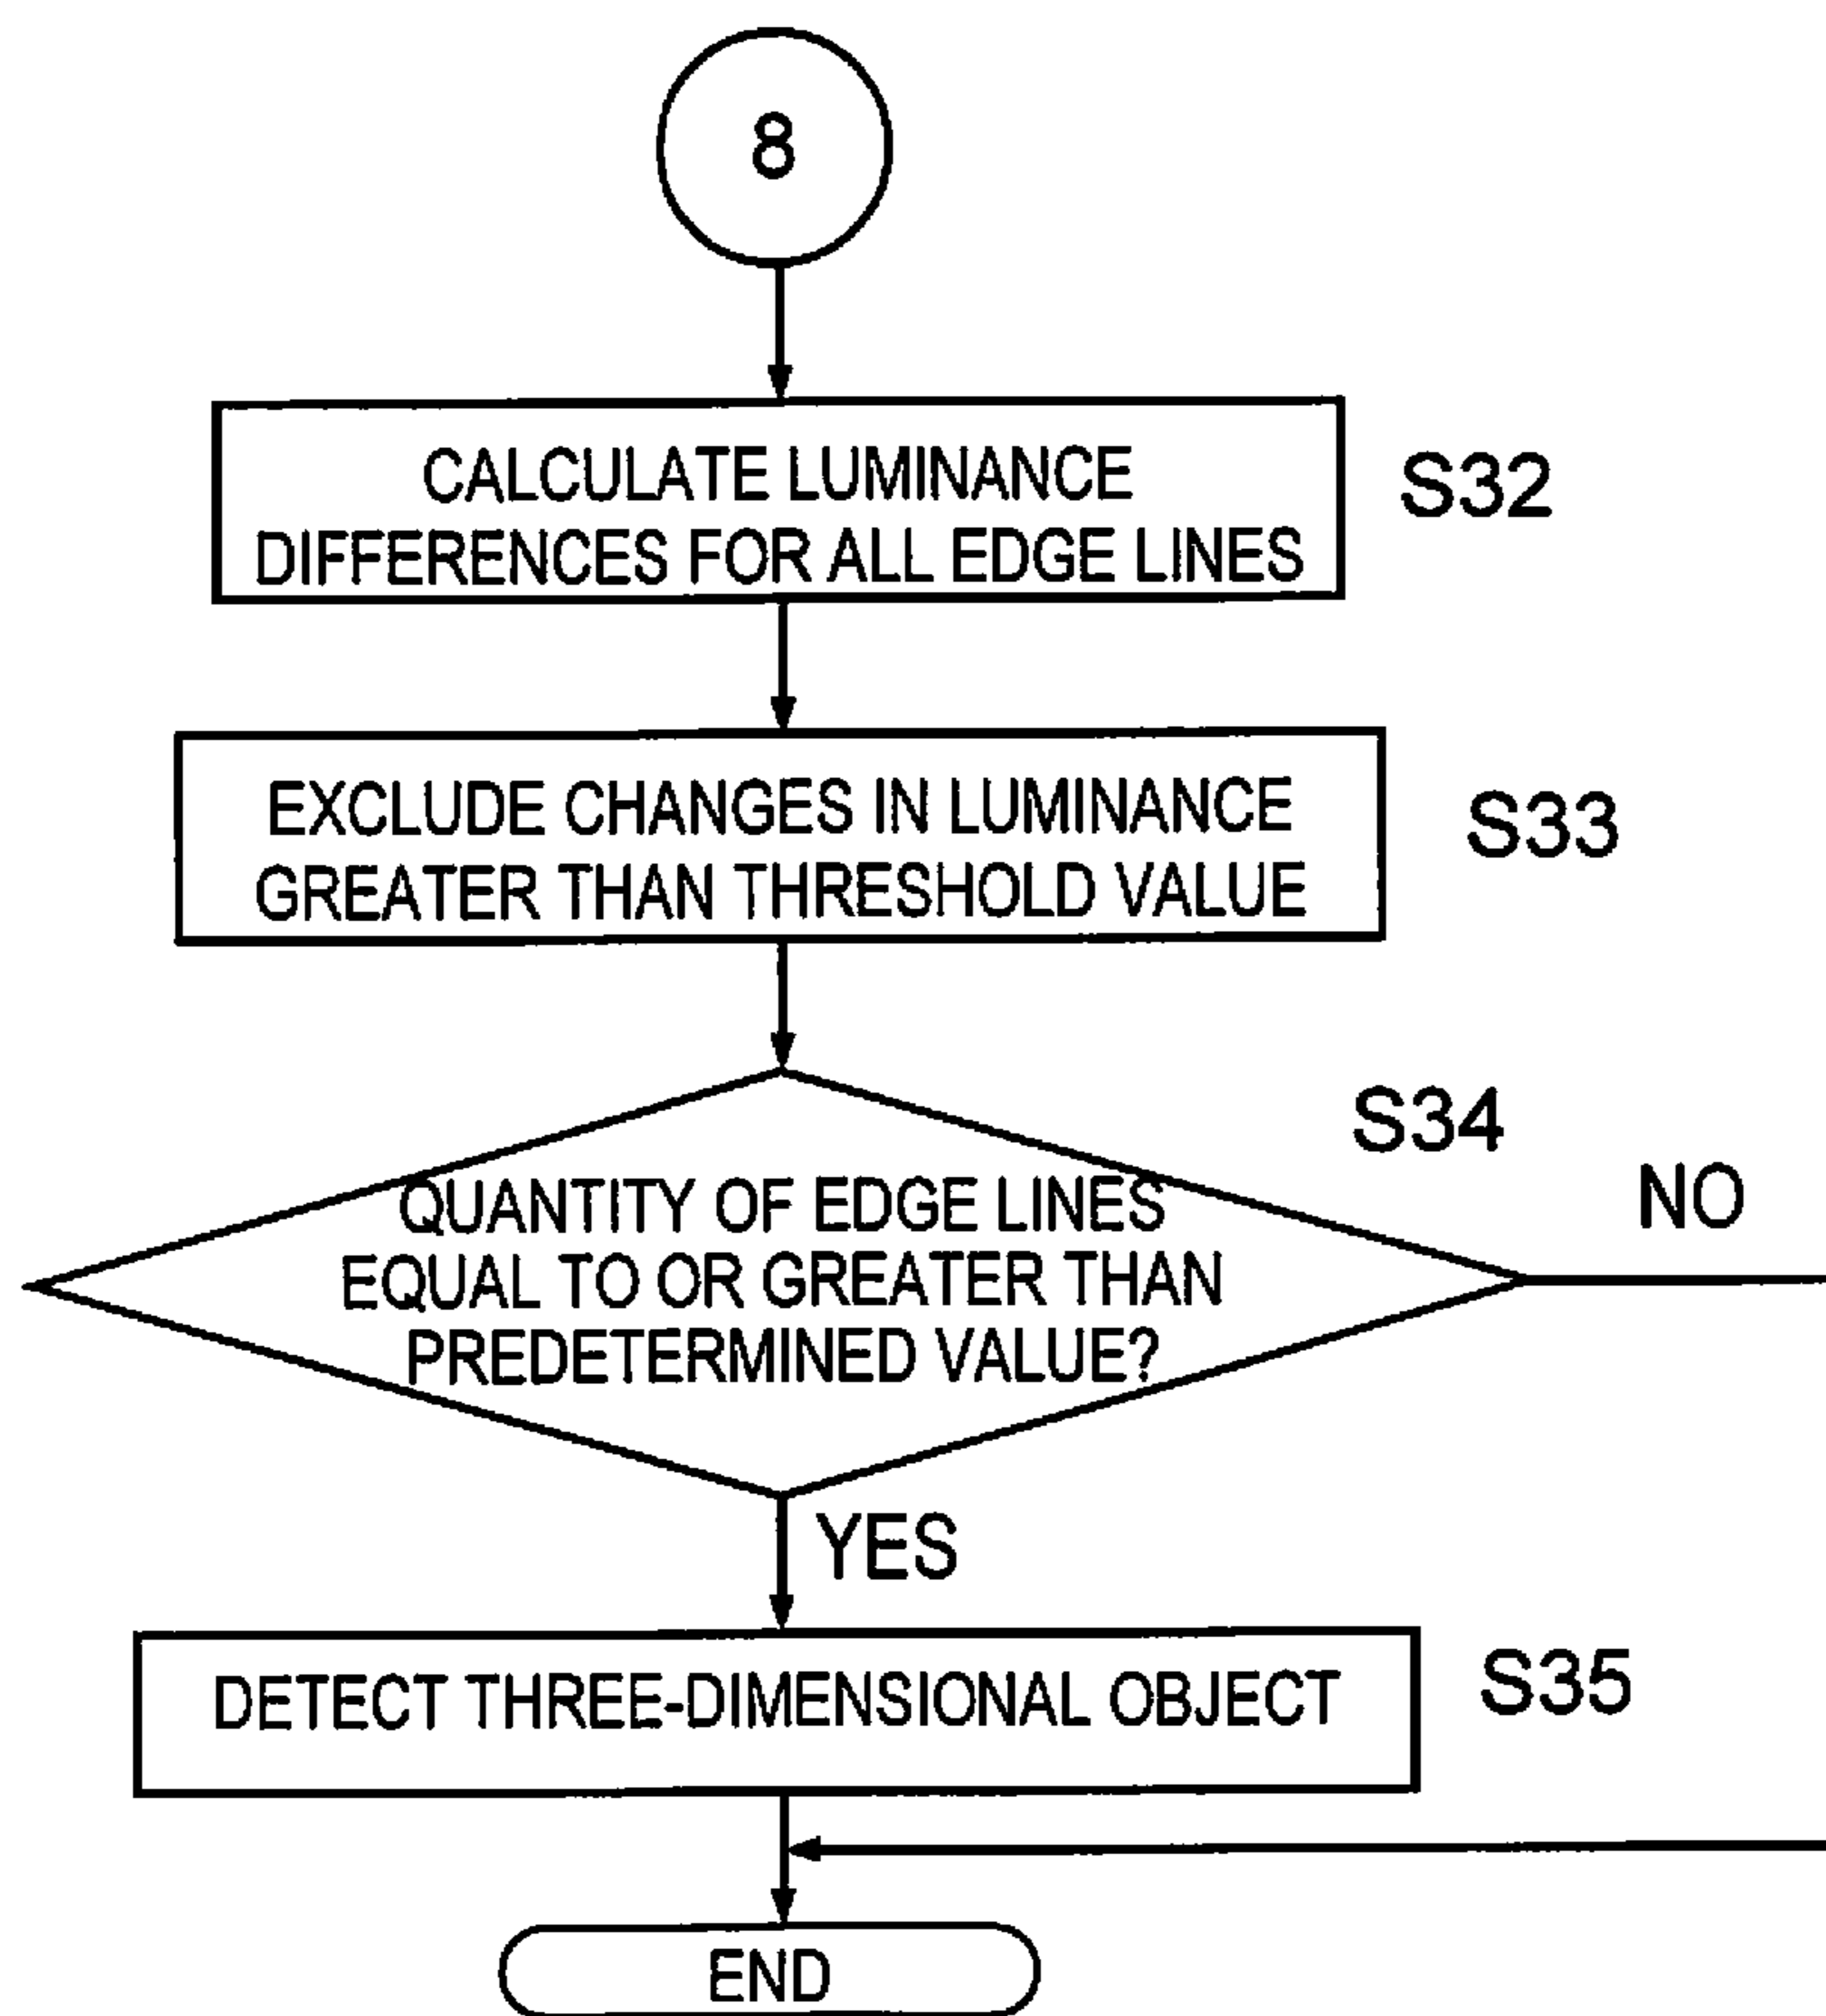 8
CALCULATE LUMINANCE
DIFFERENCES FOR ALL EDGE LINES
S32
EXCLUDE CHANGES IN LUMINANCE
GREATER THAN THRESHOLD VALUE
S33
S34
QUANTITY OF EDGE LINES
EQUAL TO OR GREATER THAN
PREDETERMINED VALUE?
NO
YES
DETECT THREE-DIMENSIONAL OBJECT
S35
END